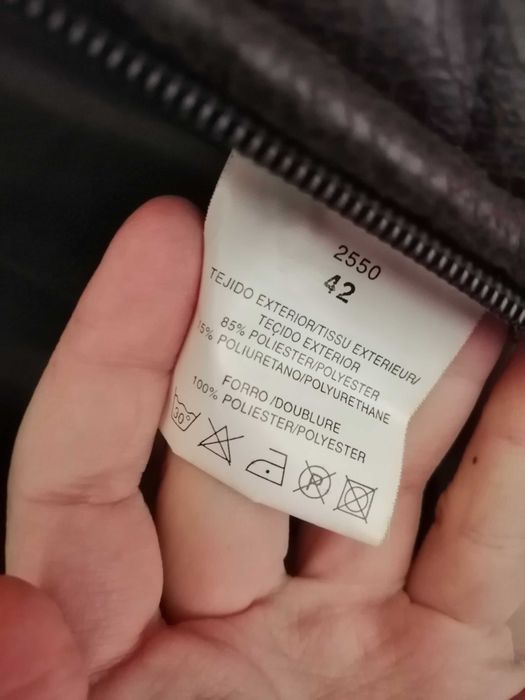 2550
42
TEJIDO EXTERIOR/TISSU EXTERIEUR/
TEÇIDO EXTERIOR
85% POLIESTER/POLYESTER
15% POLIURETANO/POLYURETHANE
FORRO /DOUBLURE
100% POLIESTER/POLYESTER
30 P